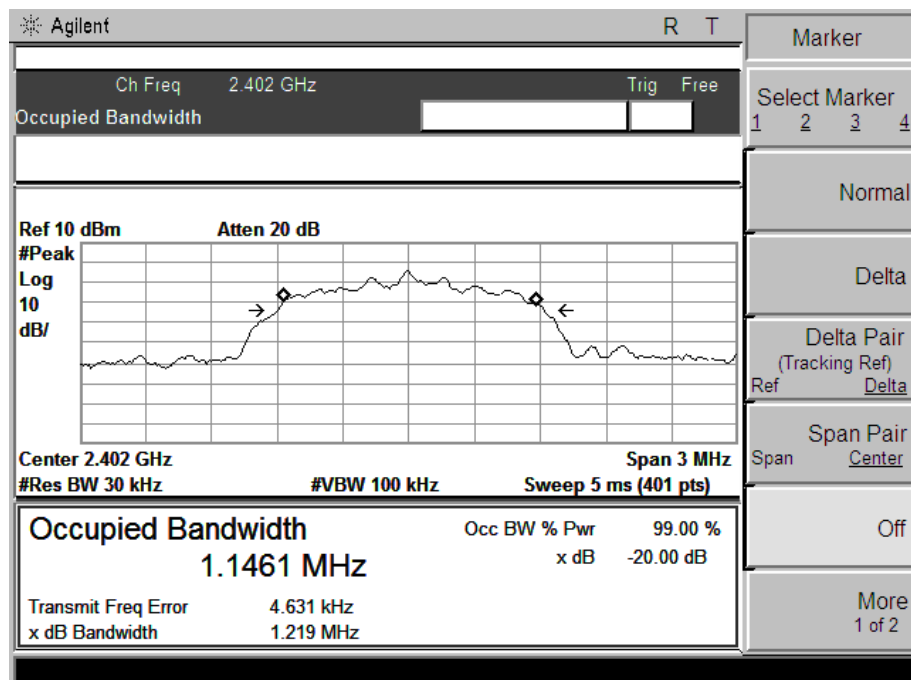 Agilent R T
Ch Freq 2.402 GHz Trig Free
Occupied Bandwidth
Ref 10 dBm Atten 20 dB
#Peak
Log
10
dB/
Center 2.402 GHz Span 3 MHz
#Res BW 30 kHz #VBW 100 kHz Sweep 5 ms (401 pts)
Occupied Bandwidth Occ BW % Pwr 99.00 %
1.1461 MHz x dB -20.00 dB
Transmit Freq Error 4.631 kHz
x dB Bandwidth 1.219 MHz
Marker
Select Marker
1 2 3 4
Normal
Delta
Delta Pair
(Tracking Ref)
Ref Delta
Span Pair
Span Center
Off
More
1 of 2